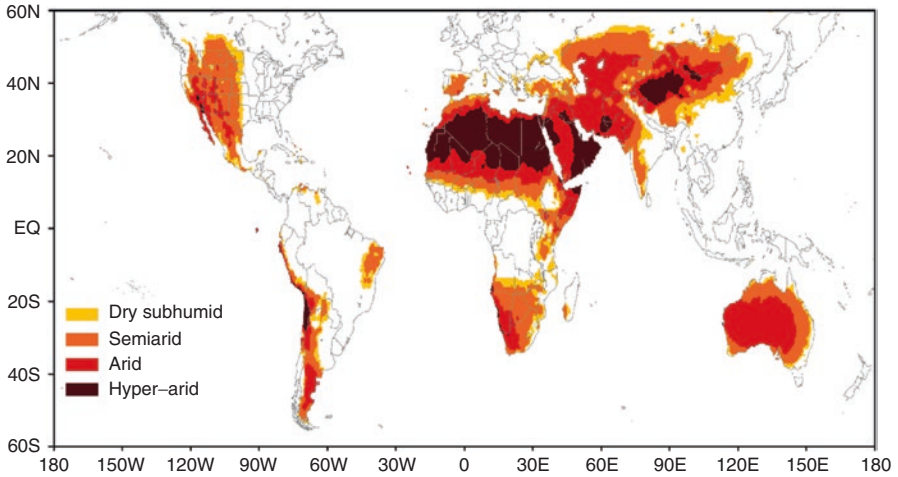 60N
40N
20N
EQ
20S
40S
60S
Dry subhumid
Semiarid
Arid
Hyper–arid
180 150W 120W 90W 60W 30W 0 30E 60E 90E 120E 150E 180